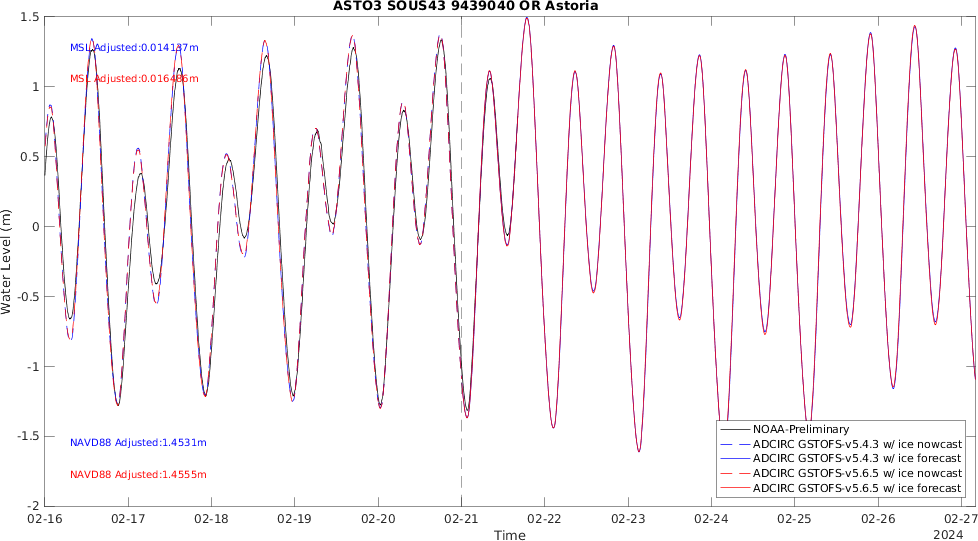 ASTO3 SOUS43 9439040 OR Astoria
1.5
1
0.5
0
-0.5
-1
-1.5
-2
Water Level (m)
MSL Adjusted:0.014137m
MSL Adjusted:0.016486m
NAVD88 Adjusted:1.4531m
NAVD88 Adjusted:1.4555m
NOAA-Preliminary
ADCIRC GSTOFS-v5.4.3 w/ ice nowcast
ADCIRC GSTOFS-v5.4.3 w/ ice forecast
ADCIRC GSTOFS-v5.6.5 w/ ice nowcast
ADCIRC GSTOFS-v5.6.5 w/ ice forecast
02-16 02-17 02-18 02-19 02-20 02-21 02-22 02-23 02-24 02-25 02-26 02-27
Time
2024